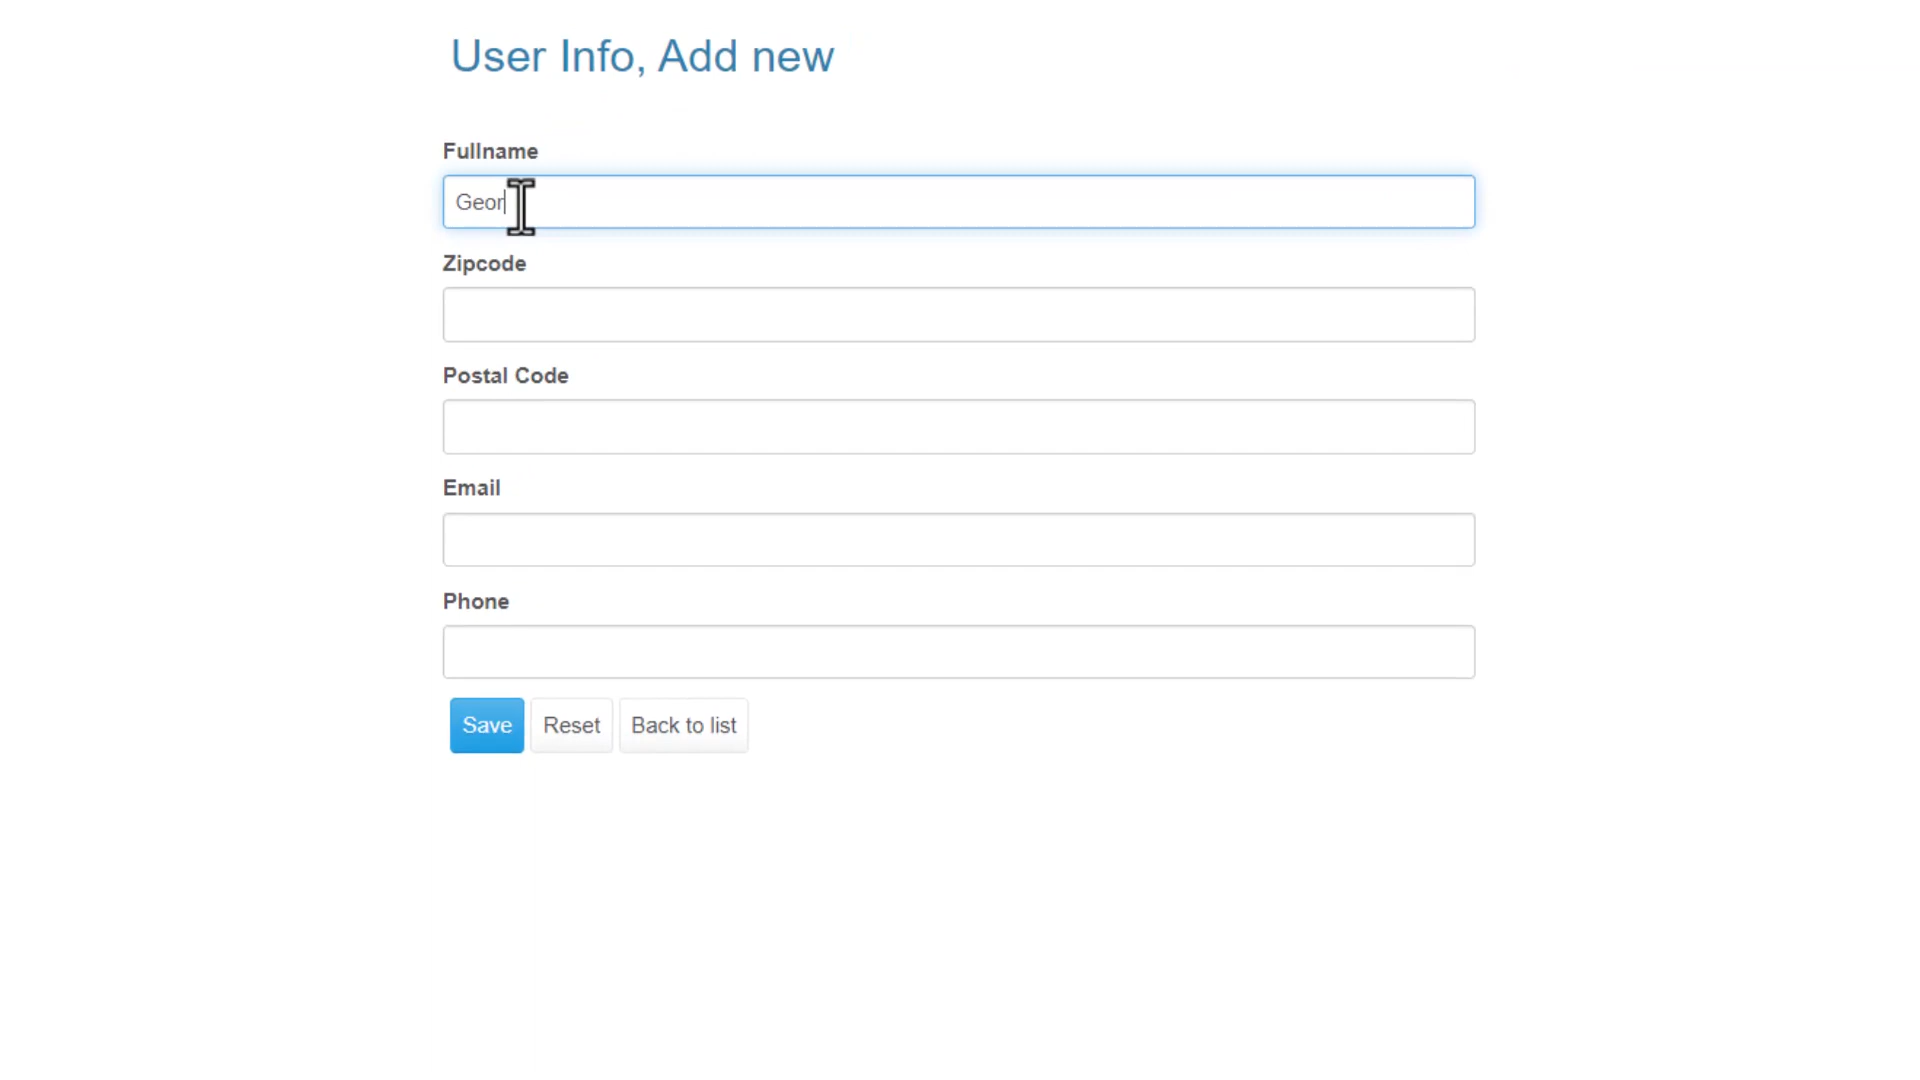 User Info, Add new
Fullname
Geor
Zipcode
Postal Code
Email
Phone
Save Reset Back to list